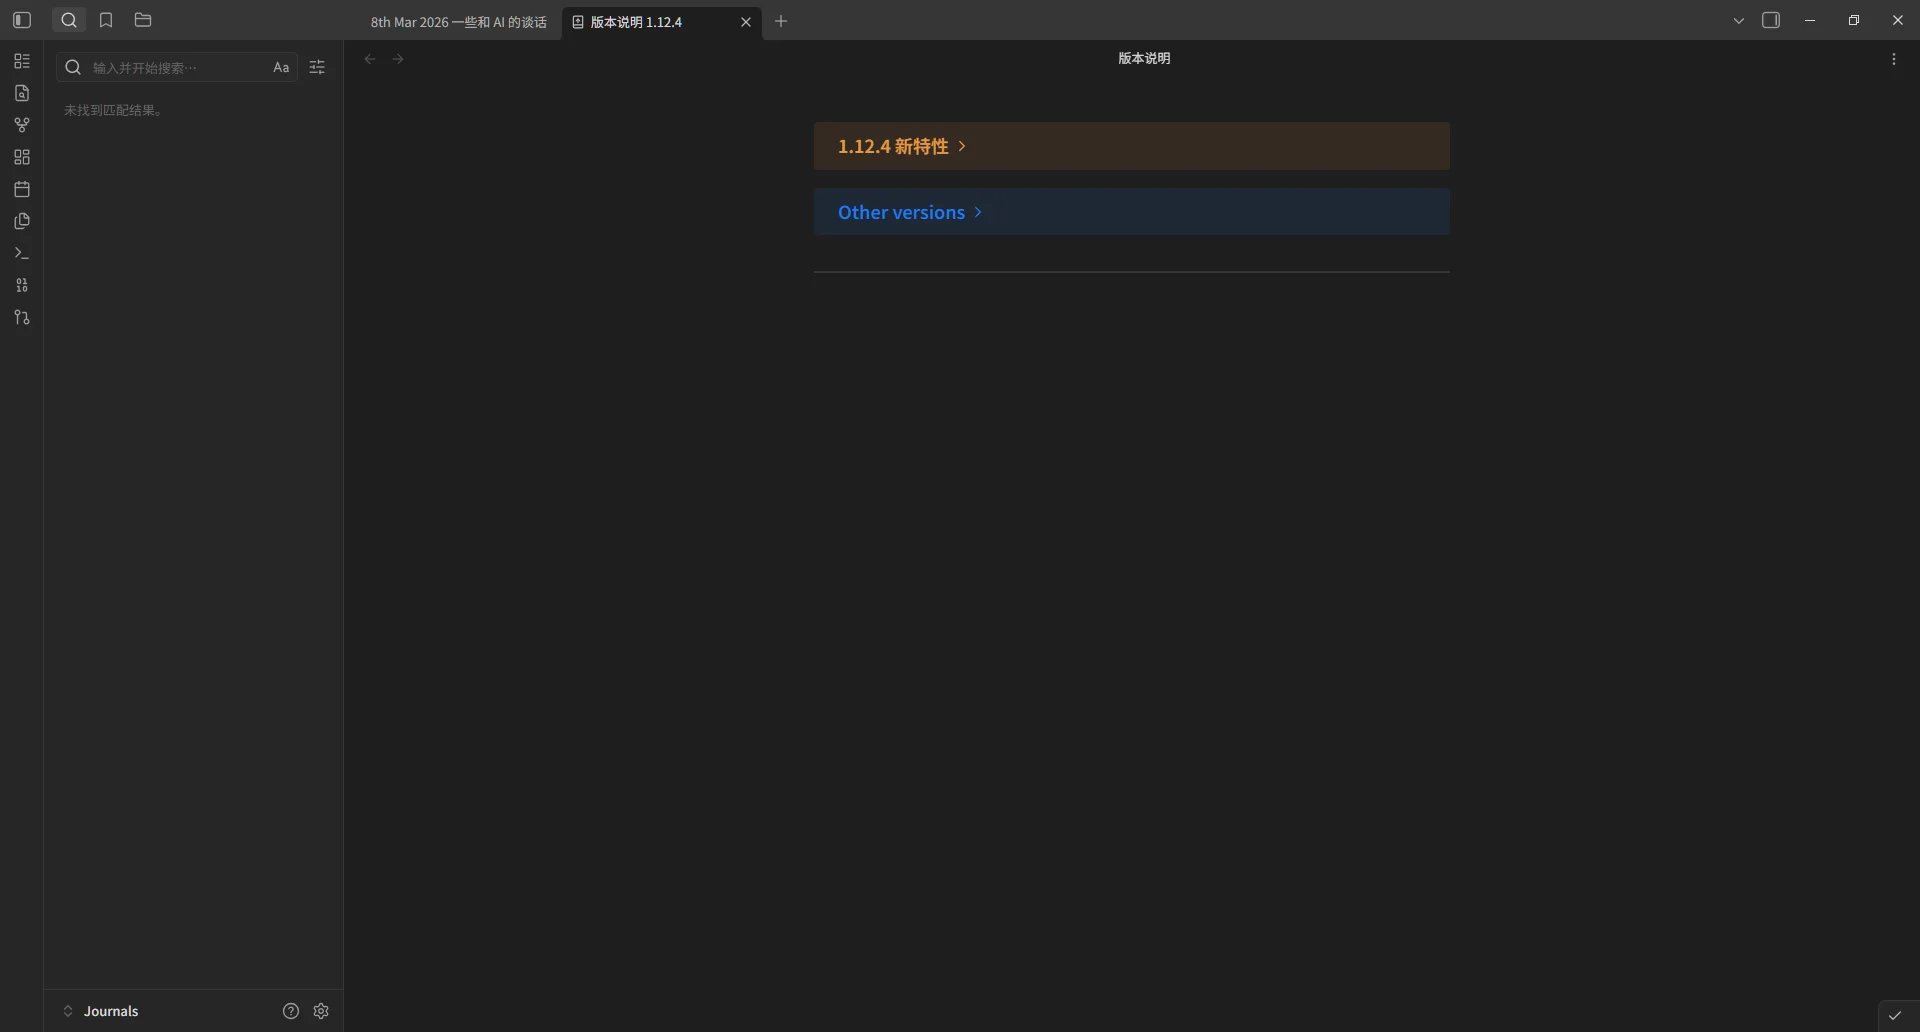 8th Mar 2026 一些和 AI 的谈话
版本说明 1.12.4
输入并开始搜索…
Aa
未找到匹配结果。
版本说明
1.12.4 新特性
Other versions
Journals